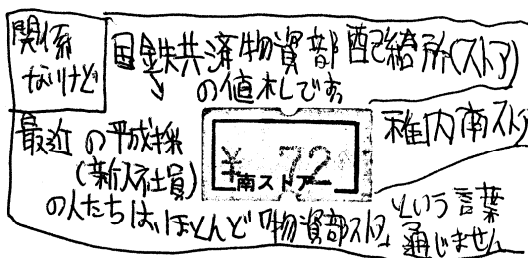 関係
ないけど
国鉄共済物資部配給所(ストア)
の値札です
最近の平成採
(新入社員)
¥ 72
南ストアー
稚内南ストア
の人たちは、ほとんど「物資部ストア」という言葉
通じません